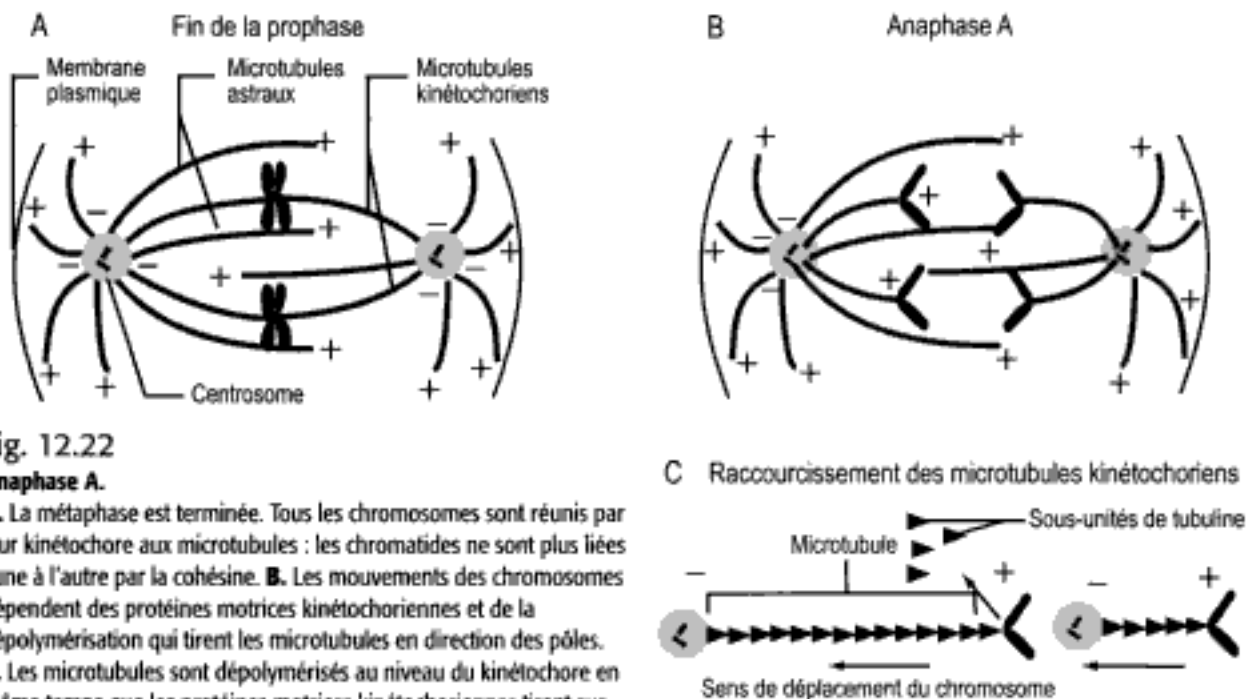 A Fin de la prophase
Membrane
plasmique
Microtubules
astraux
Microtubules
kinétochoriens
Centrosome
B Anaphase A
ig. 12.22
naphase A.
. La métaphase est terminée. Tous les chromosomes sont réunis par
ur kinétochore aux microtubules : les chromatides ne sont plus liées
une à l'autre par la cohésine. B. Les mouvements des chromosomes
épendent des protéines motrices kinétochoriennes et de la
épolymérisation qui tirent les microtubules en direction des pôles.
. Les microtubules sont dépolymérisés au niveau du kinétochore en
C Raccourcissement des microtubules kinétochoriens
Sous-unités de tubuline
Microtubule
Sens de déplacement du chromosome